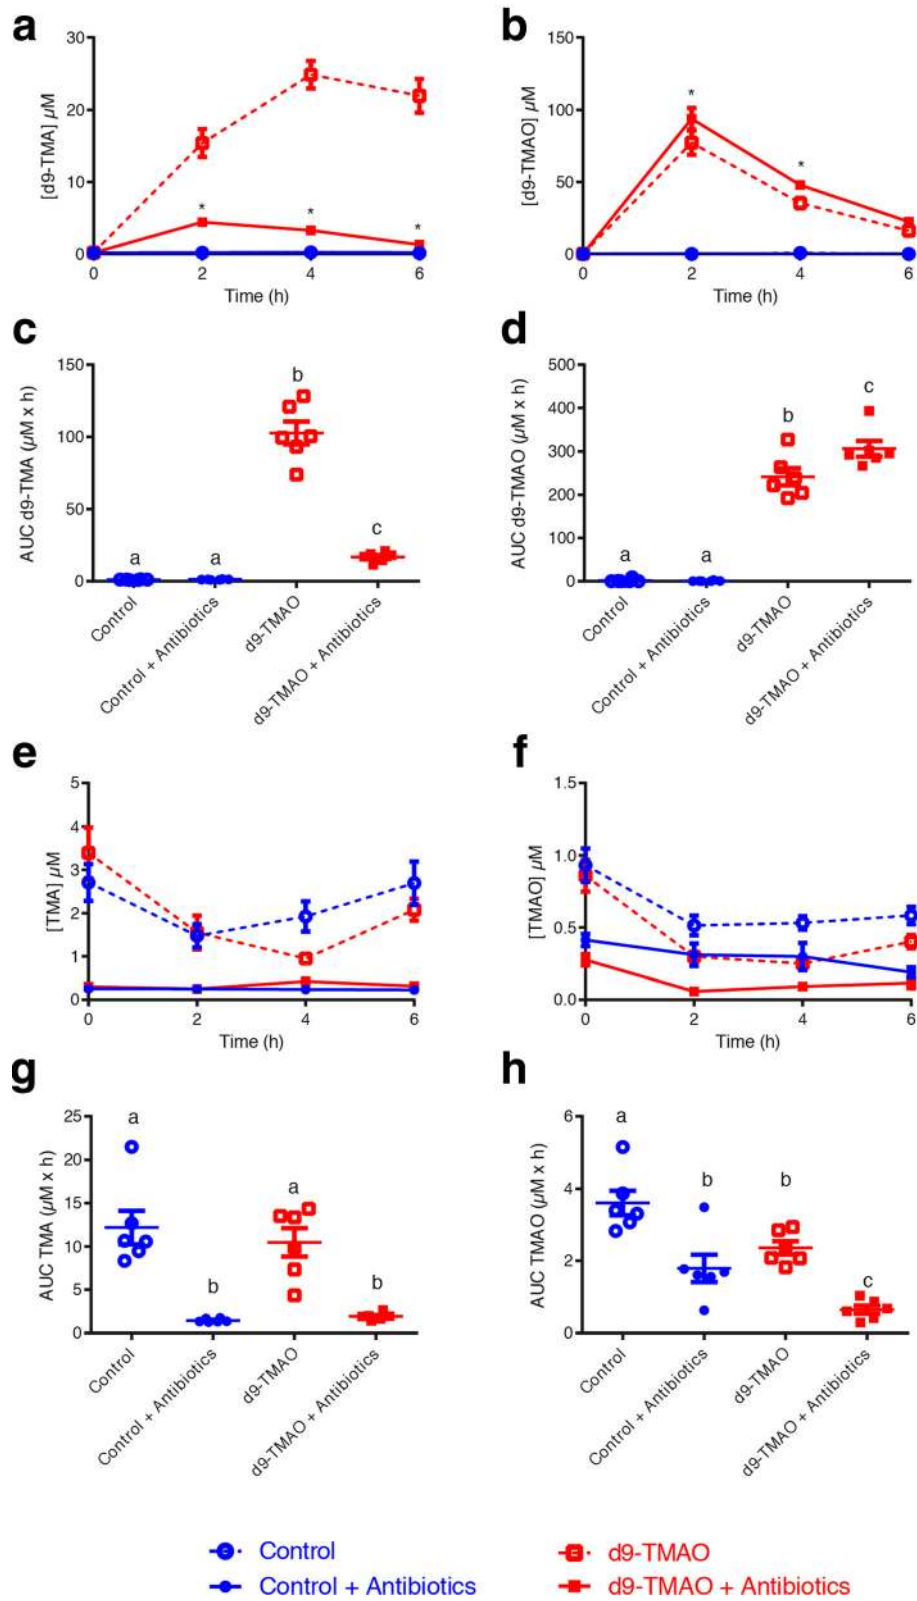 a
30
20
10
0
[d9-TMA] µM
*
*
*
0
2
4
6
Time (h)
b
150
100
50
0
[d9-TMAO] µM
*
*
0
2
4
6
Time (h)
c
150
100
50
0
AUC d9-TMA (µM x h)
a
a
b
c
Control
Control + Antibiotics
d9-TMAO
d9-TMAO + Antibiotics
d
500
400
300
200
100
0
AUC d9-TMAO (µM x h)
a
a
b
c
Control
Control + Antibiotics
d9-TMAO
d9-TMAO + Antibiotics
e
5
4
3
2
1
0
[TMA] µM
0
2
4
6
Time (h)
f
1.5
1.0
0.5
0.0
[TMAO] µM
0
2
4
6
Time (h)
g
25
20
15
10
5
0
AUC TMA (µM x h)
a
b
a
b
Control
Control + Antibiotics
d9-TMAO
d9-TMAO + Antibiotics
h
6
4
2
0
AUC TMAO (µM x h)
a
b
b
c
Control
Control + Antibiotics
d9-TMAO
d9-TMAO + Antibiotics
Control
Control + Antibiotics
d9-TMAO
d9-TMAO + Antibiotics